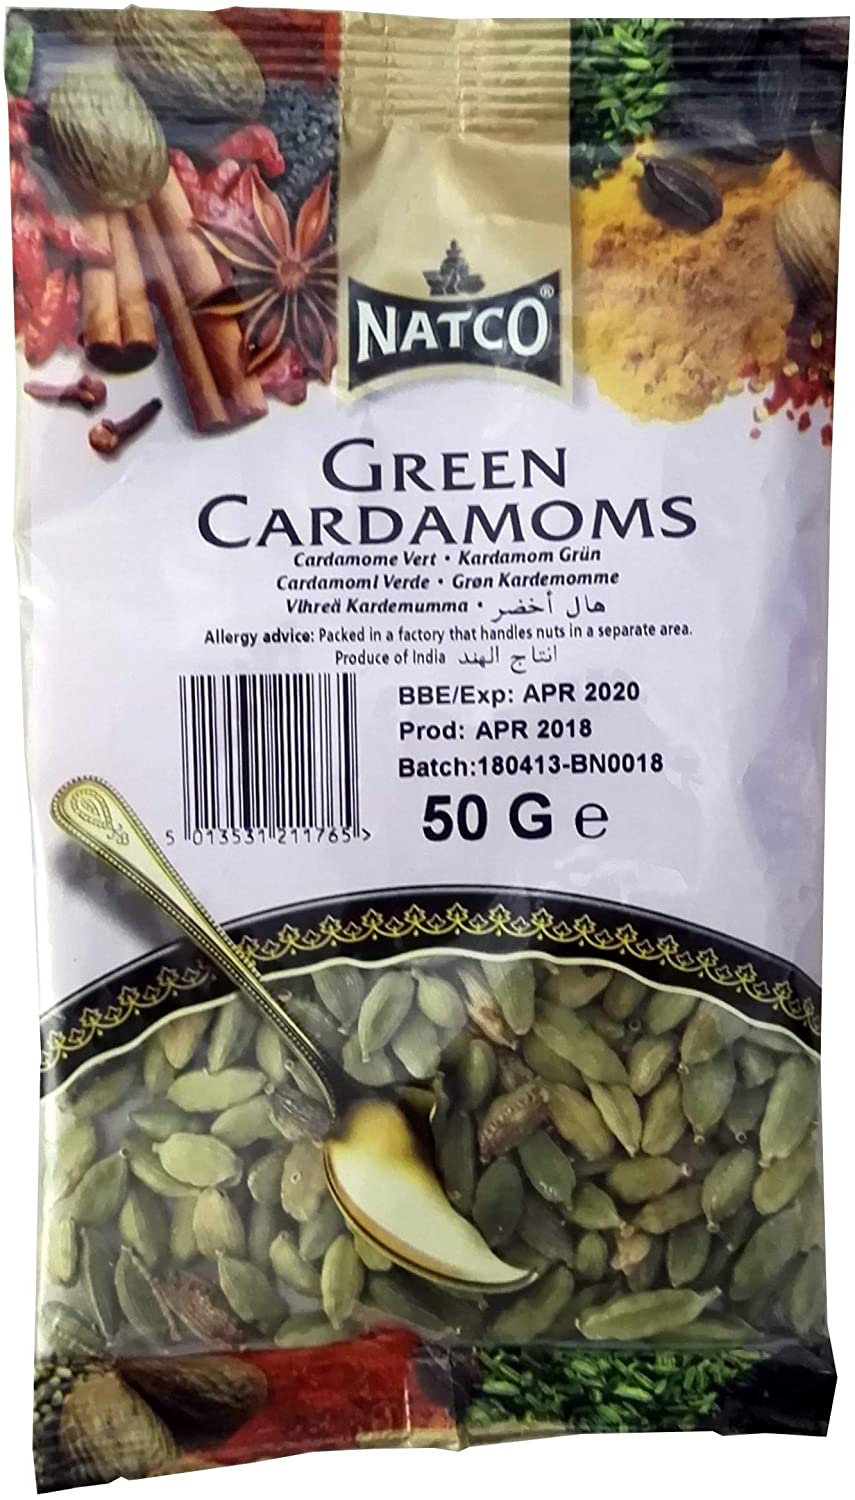 NATCO®
GREEN
CARDAMOMS
Cardamome Vert • Kardamom Grün
Cardamomi Verde • Grøn Kardemomme
Vihreä Kardemumma • هال أخضر
Allergy advice: Packed in a factory that handles nuts in a separate area.
Produce of India انتاج الهند
BBE/Exp: APR 2020
Prod: APR 2018
Batch:180413-BN0018
50 G e
5 013531 211765 >